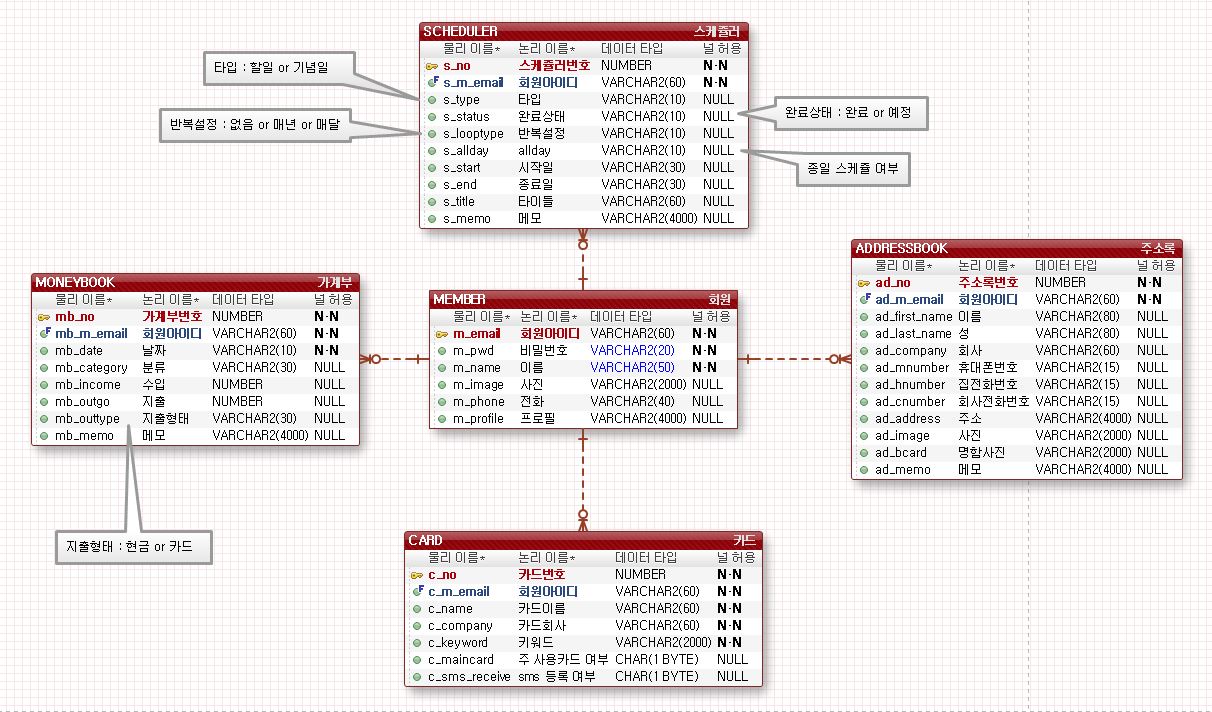 SCHEDULER 스케쥴러
물리 이름* 논리 이름* 데이터 타입 널 허용
s_no 스케쥴러번호 NUMBER N-N
s_m_email 회원아이디 VARCHAR2(60) N-N
s_type 타입 VARCHAR2(10) NULL
s_status 완료상태 VARCHAR2(10) NULL
s_looptype 반복설정 VARCHAR2(10) NULL
s_allday allday VARCHAR2(10) NULL
s_start 시작일 VARCHAR2(30) NULL
s_end 종료일 VARCHAR2(30) NULL
s_title 타이틀 VARCHAR2(60) NULL
s_memo 메모 VARCHAR2(4000) NULL
타입 : 할일 or 기념일
반복설정 : 없음 or 매년 or 매달
완료상태 : 완료 or 예정
종일 스케쥴 여부
MONEYBOOK 가계부
물리 이름* 논리 이름* 데이터 타입 널 허용
mb_no 가계부번호 NUMBER N-N
mb_m_email 회원아이디 VARCHAR2(60) N-N
mb_date 날짜 VARCHAR2(10) N-N
mb_category 분류 VARCHAR2(30) NULL
mb_income 수입 NUMBER NULL
mb_outgo 지출 NUMBER NULL
mb_outtype 지출형태 VARCHAR2(30) NULL
mb_memo 메모 VARCHAR2(4000) NULL
지출형태 : 현금 or 카드
MEMBER 회원
물리 이름* 논리 이름* 데이터 타입 널 허용
m_email 회원아이디 VARCHAR2(60) N-N
m_pwd 비밀번호 VARCHAR2(20) N-N
m_name 이름 VARCHAR2(50) N-N
m_image 사진 VARCHAR2(2000) NULL
m_phone 전화 VARCHAR2(40) NULL
m_profile 프로필 VARCHAR2(4000) NULL
ADDRESSBOOK 주소록
물리 이름* 논리 이름* 데이터 타입 널 허용
ad_no 주소록번호 NUMBER N-N
ad_m_email 회원아이디 VARCHAR2(60) N-N
ad_first_name 이름 VARCHAR2(80) NULL
ad_last_name 성 VARCHAR2(80) NULL
ad_company 회사 VARCHAR2(60) NULL
ad_mnumber 휴대폰번호 VARCHAR2(15) NULL
ad_hnumber 집전화번호 VARCHAR2(15) NULL
ad_cnumber 회사전화번호 VARCHAR2(15) NULL
ad_address 주소 VARCHAR2(4000) NULL
ad_image 사진 VARCHAR2(2000) NULL
ad_bcard 명합사진 VARCHAR2(2000) NULL
ad_memo 메모 VARCHAR2(4000) NULL
CARD 카드
물리 이름* 논리 이름* 데이터 타입 널 허용
c_no 카드번호 NUMBER N-N
c_m_email 회원아이디 VARCHAR2(60) N-N
c_name 카드이름 VARCHAR2(60) N-N
c_company 카드회사 VARCHAR2(60) N-N
c_keyword 키워드 VARCHAR2(2000) N-N
c_maincard 주 사용카드 여부 CHAR(1 BYTE) NULL
c_sms_receive sms 등록 여부 CHAR(1 BYTE) NULL